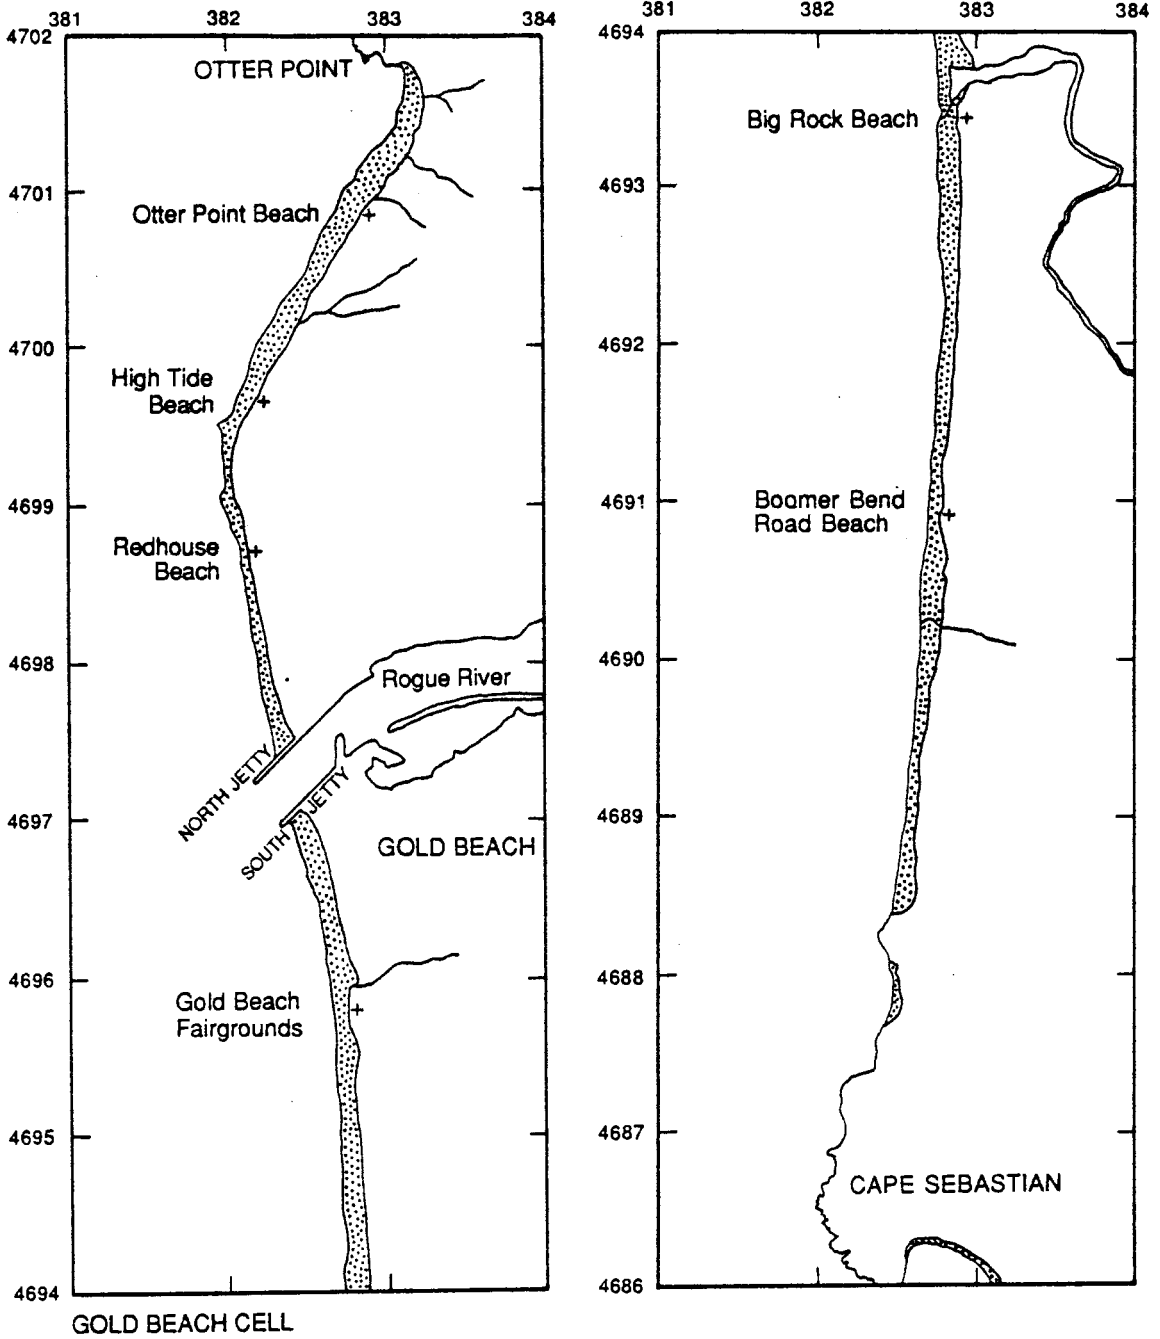 381 382 383 384
4702
OTTER POINT
4701
Otter Point Beach
4700
High Tide
Beach
4699
Redhouse
Beach
4698
Rogue River
NORTH JETTY
SOUTH JETTY
4697
GOLD BEACH
4696
Gold Beach
Fairgrounds
4695
4694
GOLD BEACH CELL
381 382 383 384
4694
Big Rock Beach
4693
4692
4691
Boomer Bend
Road Beach
4690
4689
4688
4687
CAPE SEBASTIAN
4686